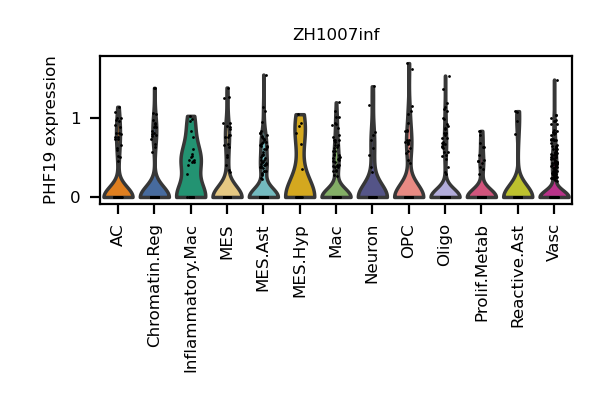 ZH1007inf
PHF19 expression
1
0
AC
Chromatin.Reg
Inflammatory.Mac
MES
MES.Ast
MES.Hyp
Mac
Neuron
OPC
Oligo
Prolif.Metab
Reactive.Ast
Vasc